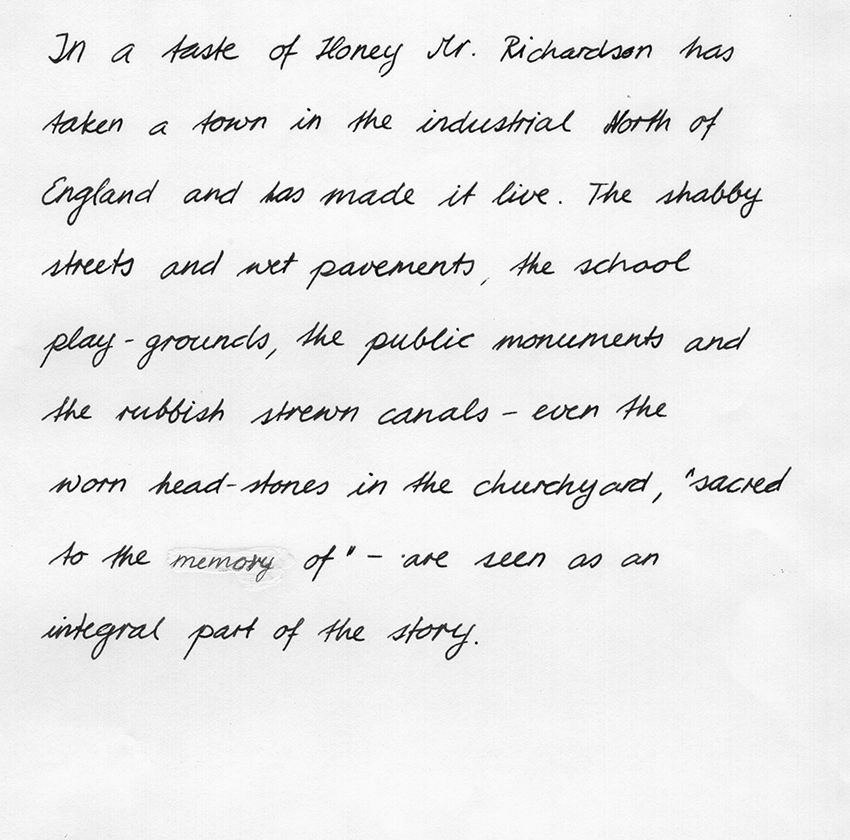 In a taste of Honey Mr. Richardson has
taken a town in the industrial North of
England and has made it live. The shabby
streets and wet pavements, the school
play-grounds, the public monuments and
the rubbish strewn canals – even the
worn head-stones in the churchyard, "sacred
to the memory of" – are seen as an
integral part of the story.